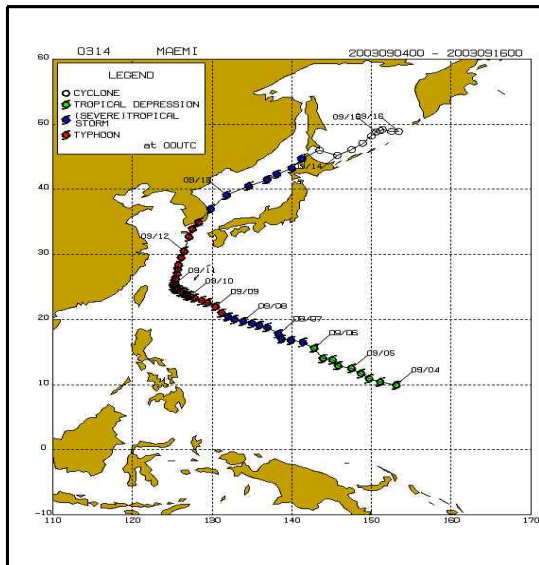 0314 MAEMI 2003090400 - 2003091600
LEGEND
CYCLONE
TROPICAL DEPRESSION
(SEVERE)TROPICAL
STORM
TYPHOON
at 00UTC
60
50
40
30
20
10
0
-10
110 120 130 140 150 160 170
09/16
09/15
09/14
09/13
09/12
09/11
09/10
09/09
09/08
09/07
09/06
09/05
09/04